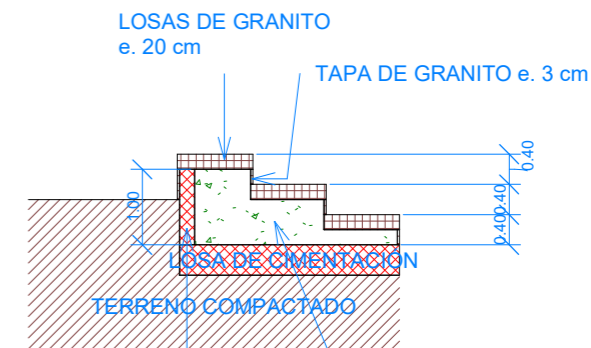 LOSAS DE GRANITO
e. 20 cm
TAPA DE GRANITO e. 3 cm
0.40
0.40
0.40
1.00
LOSA DE CIMENTACIÓN
TERRENO COMPACTADO